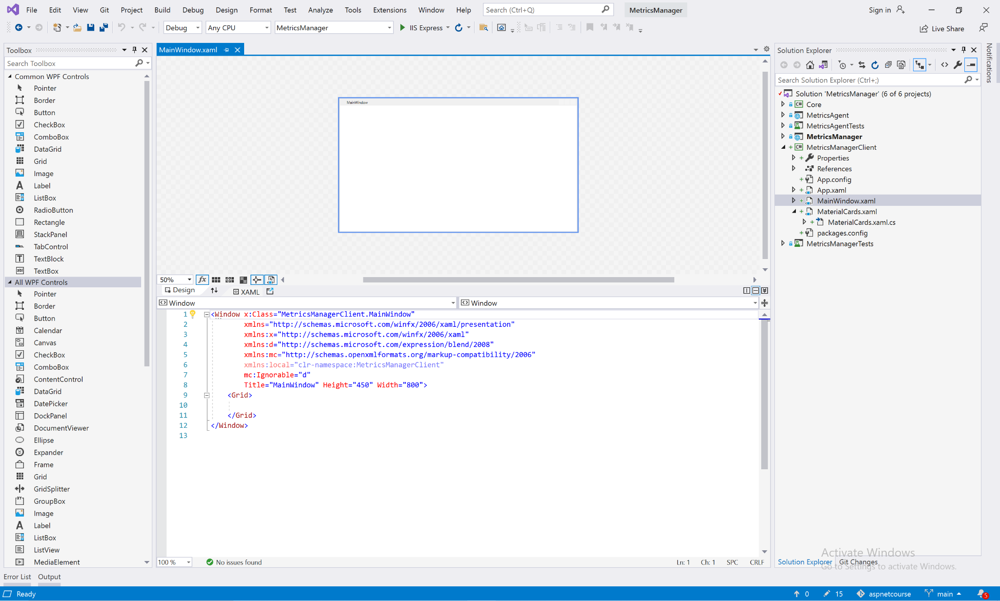 File Edit View Git Project Build Debug Design Format Test Analyze Tools Extensions Window Help Search (Ctrl+Q) MetricsManager Sign in
Debug Any CPU MetricsManager IIS Express Live Share
Toolbox
Search Toolbox
Common WPF Controls
Pointer
Border
Button
CheckBox
ComboBox
DataGrid
Grid
Image
Label
ListBox
RadioButton
Rectangle
StackPanel
TabControl
TextBlock
TextBox
All WPF Controls
Pointer
Border
Button
Calendar
Canvas
CheckBox
ComboBox
ContentControl
DataGrid
DatePicker
DockPanel
DocumentViewer
Ellipse
Expander
Frame
Grid
GridSplitter
GroupBox
Image
Label
ListBox
ListView
MediaElement
MainWindow.xaml
MainWindow
50% fx
Design XAML
Window Window
1 <Window x:Class="MetricsManagerClient.MainWindow"
2 xmlns="http://schemas.microsoft.com/winfx/2006/xaml/presentation"
3 xmlns:x="http://schemas.microsoft.com/winfx/2006/xaml"
4 xmlns:d="http://schemas.microsoft.com/expression/blend/2008"
5 xmlns:mc="http://schemas.openxmlformats.org/markup-compatibility/2006"
6 xmlns:local="clr-namespace:MetricsManagerClient"
7 mc:Ignorable="d"
8 Title="MainWindow" Height="450" Width="800">
9 <Grid>
10
11 </Grid>
12 </Window>
13
100 % No issues found Ln: 1 Ch: 1 SPC CRLF
Solution Explorer
Search Solution Explorer (Ctrl+;)
Solution 'MetricsManager' (6 of 6 projects)
C# Core
MetricsAgent
MetricsAgentTests
MetricsManager
C# MetricsManagerClient
Properties
References
App.config
App.xaml
MainWindow.xaml
MaterialCards.xaml
MaterialCards.xaml.cs
packages.config
MetricsManagerTests
Activate Windows
Go to Settings to activate Windows.
Solution Explorer Git Changes
Notifications
Error List Output
Ready 0 15 aspnetcourse main 5